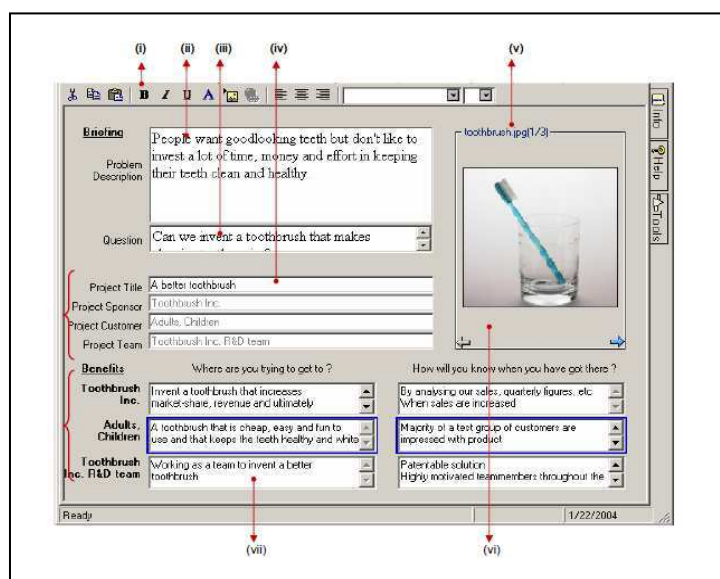 (i) (ii) (iii) (iv) (v)
B I U A
Briefing
Problem Description
People want goodlooking teeth but don't like to
invest a lot of time, money and effort in keeping
their teeth clean and healthy
Question
Can we invent a toothbrush that makes
toothbrush.jpg(1/3)
Info
Help
Tools
Project Title A better toothbrush
Project Sponsor Toothbrush Inc.
Project Customer Adults, Children
Project Team Toothbrush Inc. R&D team
Benefits Where are you trying to get to ? How will you know when you have got there ?
Toothbrush Inc.
Invent a toothbrush that increases
market-share, revenue and ultimately
By analysing our sales, quarterly figures, etc
When sales are increased
Adults, Children
A toothbrush that is cheap, easy and fun to
use and that keeps the teeth healthy and white
Majority of a test group of customers are
impressed with product
Toothbrush Inc. R&D team
Working as a team to invent a better
toothbrush
Patentable solution
Highly motivated teammembers throughout the
Ready 1/22/2004
(vii) (vi)